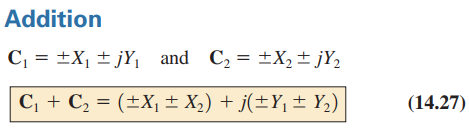 Addition
C₁ = ±X₁ ± jY₁ and C₂ = ±X₂ ± jY₂
C₁ + C₂ = (±X₁ ± X₂) + j(±Y₁ ± Y₂) (14.27)